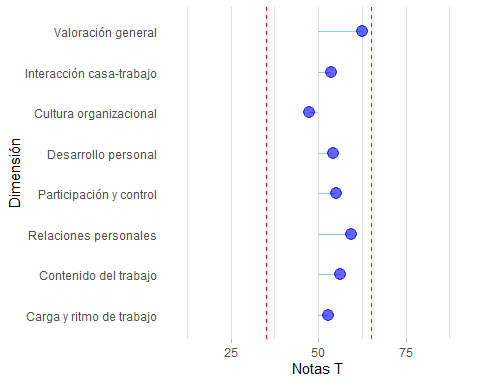 Valoración general
Interacción casa-trabajo
Cultura organizacional
Desarrollo personal
Participación y control
Relaciones personales
Contenido del trabajo
Carga y ritmo de trabajo
Dimensión
25 50 75
Notas T